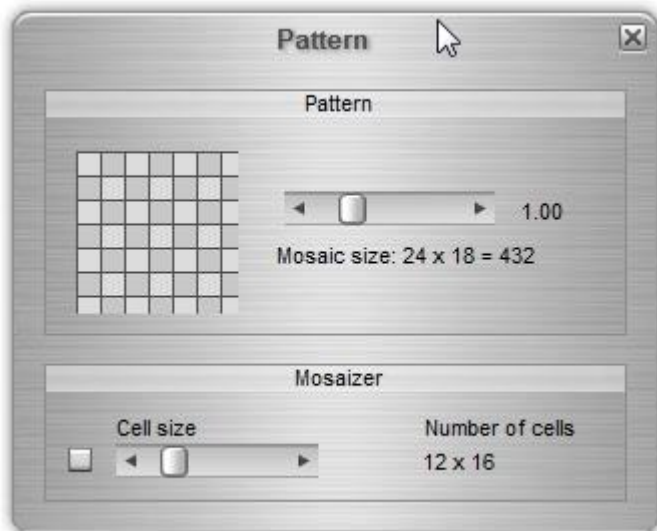 Pattern
Pattern
1.00
Mosaic size: 24 x 18 = 432
Mosaizer
Cell size
Number of cells
12 x 16